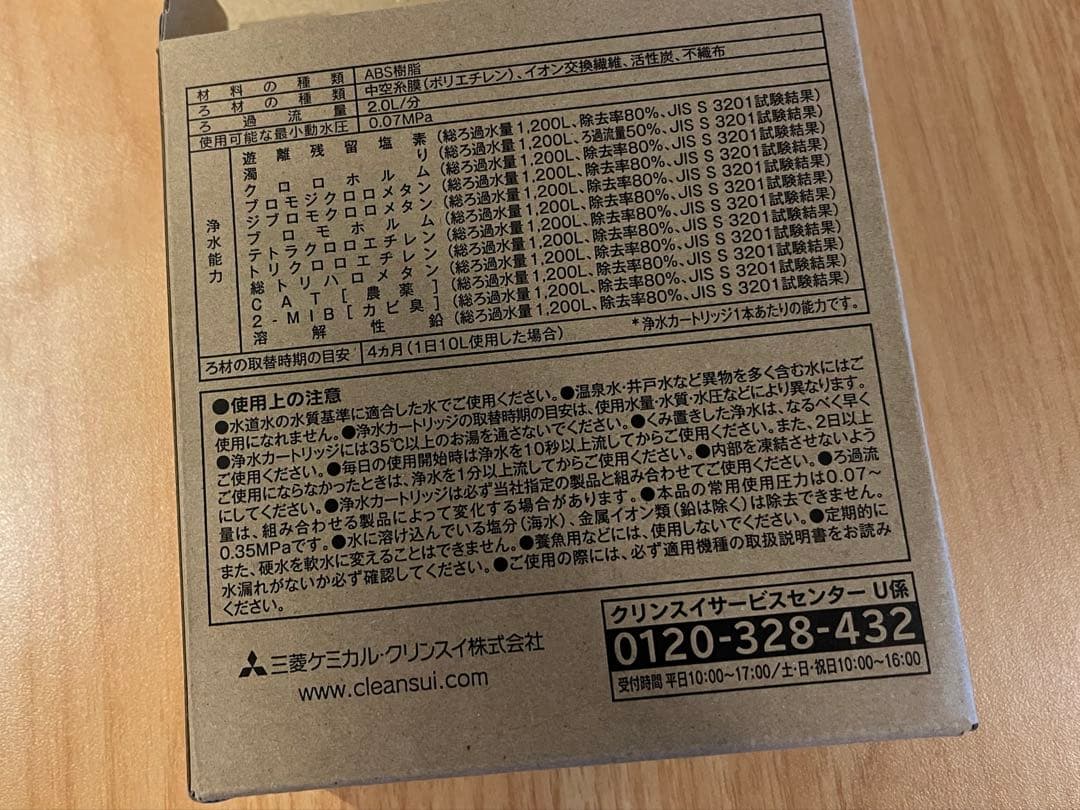 材料の種類 ABS樹脂
ろ材の種類 中空糸膜(ポリエチレン)、イオン交換繊維、活性炭、不織布
ろ過流量 2.0L/分
使用可能な最小動水圧 0.07MPa
浄水能力
遊離残留塩素 (総ろ過水量1,200L、除去率80%、JIS S 3201試験結果)
濁り (総ろ過水量1,200L、ろ過流量50%、JIS S 3201試験結果)
クロロホルム (総ろ過水量1,200L、除去率80%、JIS S 3201試験結果)
ブロモジクロロメタン (総ろ過水量1,200L、除去率80%、JIS S 3201試験結果)
ジブロモクロロメタン (総ろ過水量1,200L、除去率80%、JIS S 3201試験結果)
ブロモホルム (総ろ過水量1,200L、除去率80%、JIS S 3201試験結果)
テトラクロロエチレン (総ろ過水量1,200L、除去率80%、JIS S 3201試験結果)
トリクロロエチレン (総ろ過水量1,200L、除去率80%、JIS S 3201試験結果)
総トリハロメタン (総ろ過水量1,200L、除去率80%、JIS S 3201試験結果)
CAT[農薬] (総ろ過水量1,200L、除去率80%、JIS S 3201試験結果)
2-MIB[カビ臭] (総ろ過水量1,200L、除去率80%、JIS S 3201試験結果)
溶解性鉛 (総ろ過水量1,200L、除去率80%、JIS S 3201試験結果)
ろ材の取替時期の目安 4ヵ月(1日10L使用した場合) *浄水カートリッジ1本あたりの能力です。
●使用上の注意
●水道水の水質基準に適合した水でご使用ください。●温泉水・井戸水など異物を多く含む水にはご
使用になれません。●浄水カートリッジの取替時期の目安は、使用水量・水質・水圧などにより異なります。
●浄水カートリッジには35℃以上のお湯を通さないでください。●くみ置きした浄水は、なるべく早く
ご使用ください。●毎日の使用開始時は浄水を10秒以上流してからご使用ください。また、2日以上
ご使用にならなかったときは、浄水を1分以上流してからご使用ください。●内部を凍結させないよう
にしてください。●浄水カートリッジは必ず当社指定の製品と組み合わせてご使用ください。●ろ過流
量は、組み合わせる製品によって変化する場合があります。●本品の常用使用圧力は0.07～
0.35MPaです。●水に溶け込んでいる塩分(海水)、金属イオン類(鉛は除く)は除去できません。
また、硬水を軟水に変えることはできません。●養魚用などには、使用しないでください。●定期的に
水漏れがないか必ず確認してください。●ご使用の際には、必ず適用機種の取扱説明書をお読み
ください。
三菱ケミカル・クリンスイ株式会社
www.cleansui.com
クリンスイサービスセンター U係
0120-328-432
受付時間 平日10:00～17:00/土・日・祝日10:00～16:00